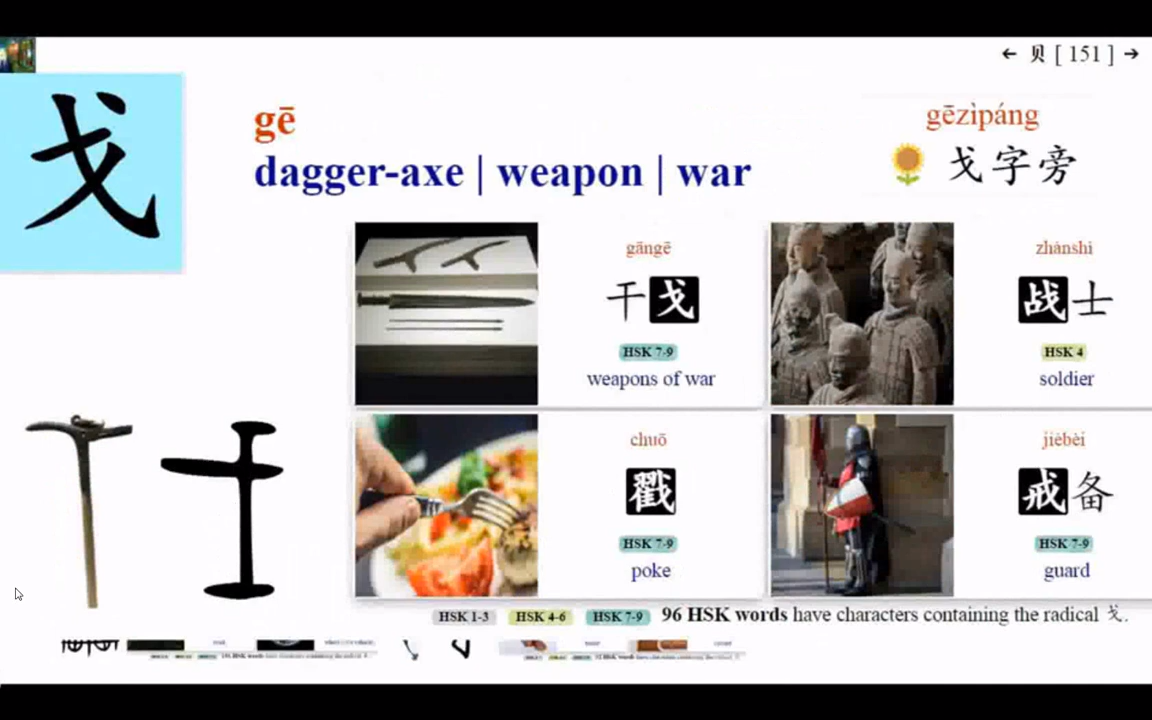 ← 贝 [ 151 ] →
戈
gē
dagger-axe | weapon | war
gēzìpáng
戈字旁
gāngē
干戈
HSK 7-9
weapons of war
zhànshì
战士
HSK 4
soldier
chuō
戳
HSK 7-9
poke
jièbèi
戒备
HSK 7-9
guard
HSK 1-3 HSK 4-6 HSK 7-9 96 HSK words have characters containing the radical 戈.